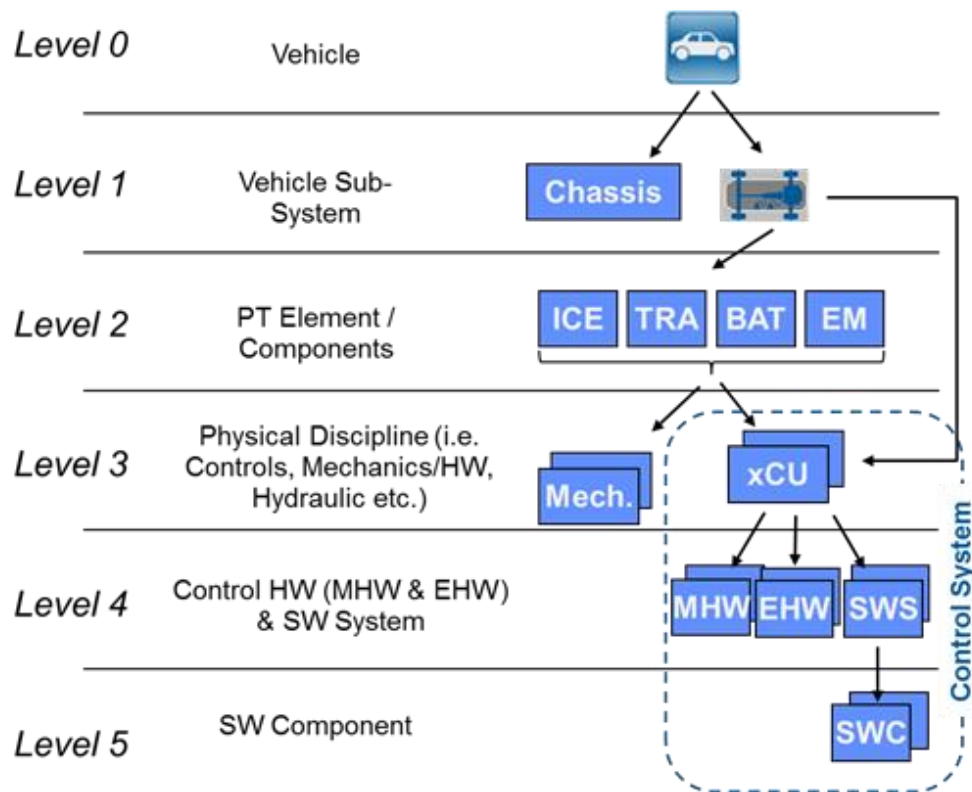 Level 0
Vehicle
Level 1
Vehicle Sub-
System
Chassis
Level 2
PT Element /
Components
ICE
TRA
BAT
EM
Level 3
Physical Discipline (i.e.
Controls, Mechanics/HW,
Hydraulic etc.)
Mech.
xCU
Level 4
Control HW (MHW & EHW)
& SW System
MHW
EHW
SWS
Control System
Level 5
SW Component
SWC